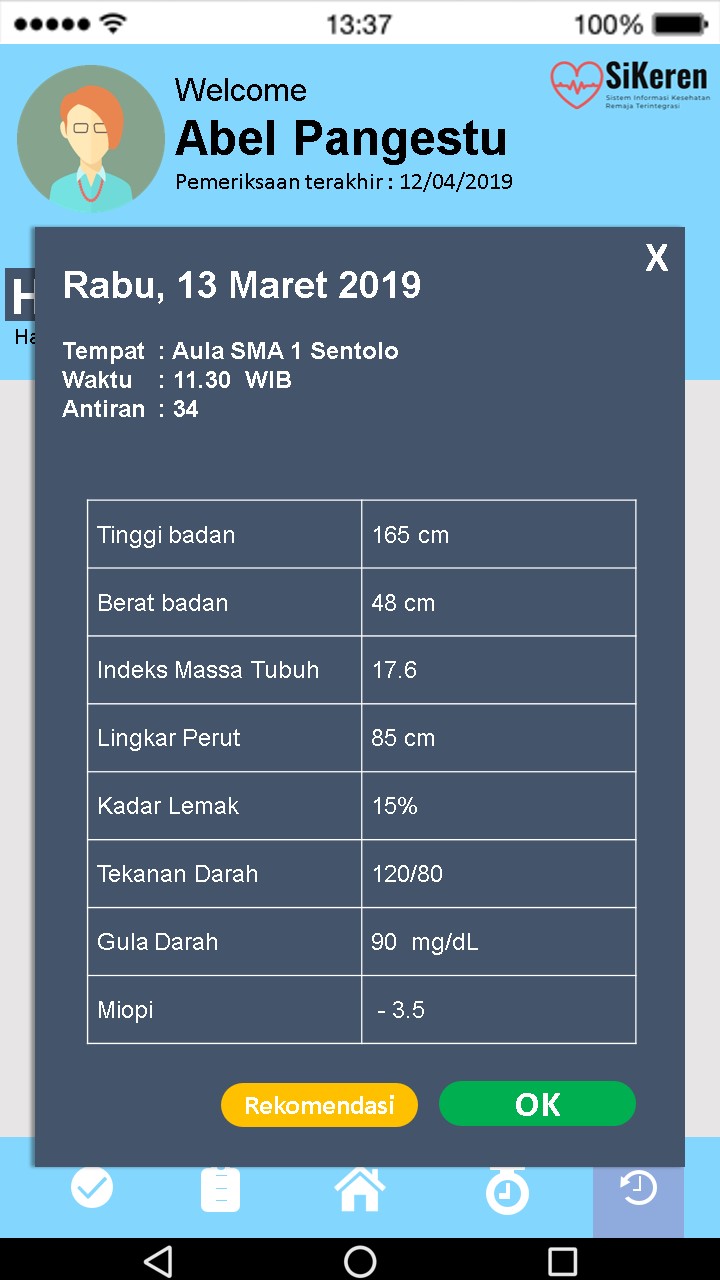 13:37
100%
SiKeren
Sistem Informasi Kesehatan
Remaja Terintegrasi
Welcome
Abel Pangestu
Pemeriksaan terakhir : 12/04/2019
X
Rabu, 13 Maret 2019
Tempat : Aula SMA 1 Sentolo
Waktu : 11.30 WIB
Antiran : 34
Tinggi badan 165 cm
Berat badan 48 cm
Indeks Massa Tubuh 17.6
Lingkar Perut 85 cm
Kadar Lemak 15%
Tekanan Darah 120/80
Gula Darah 90 mg/dL
Miopi - 3.5
Rekomendasi OK